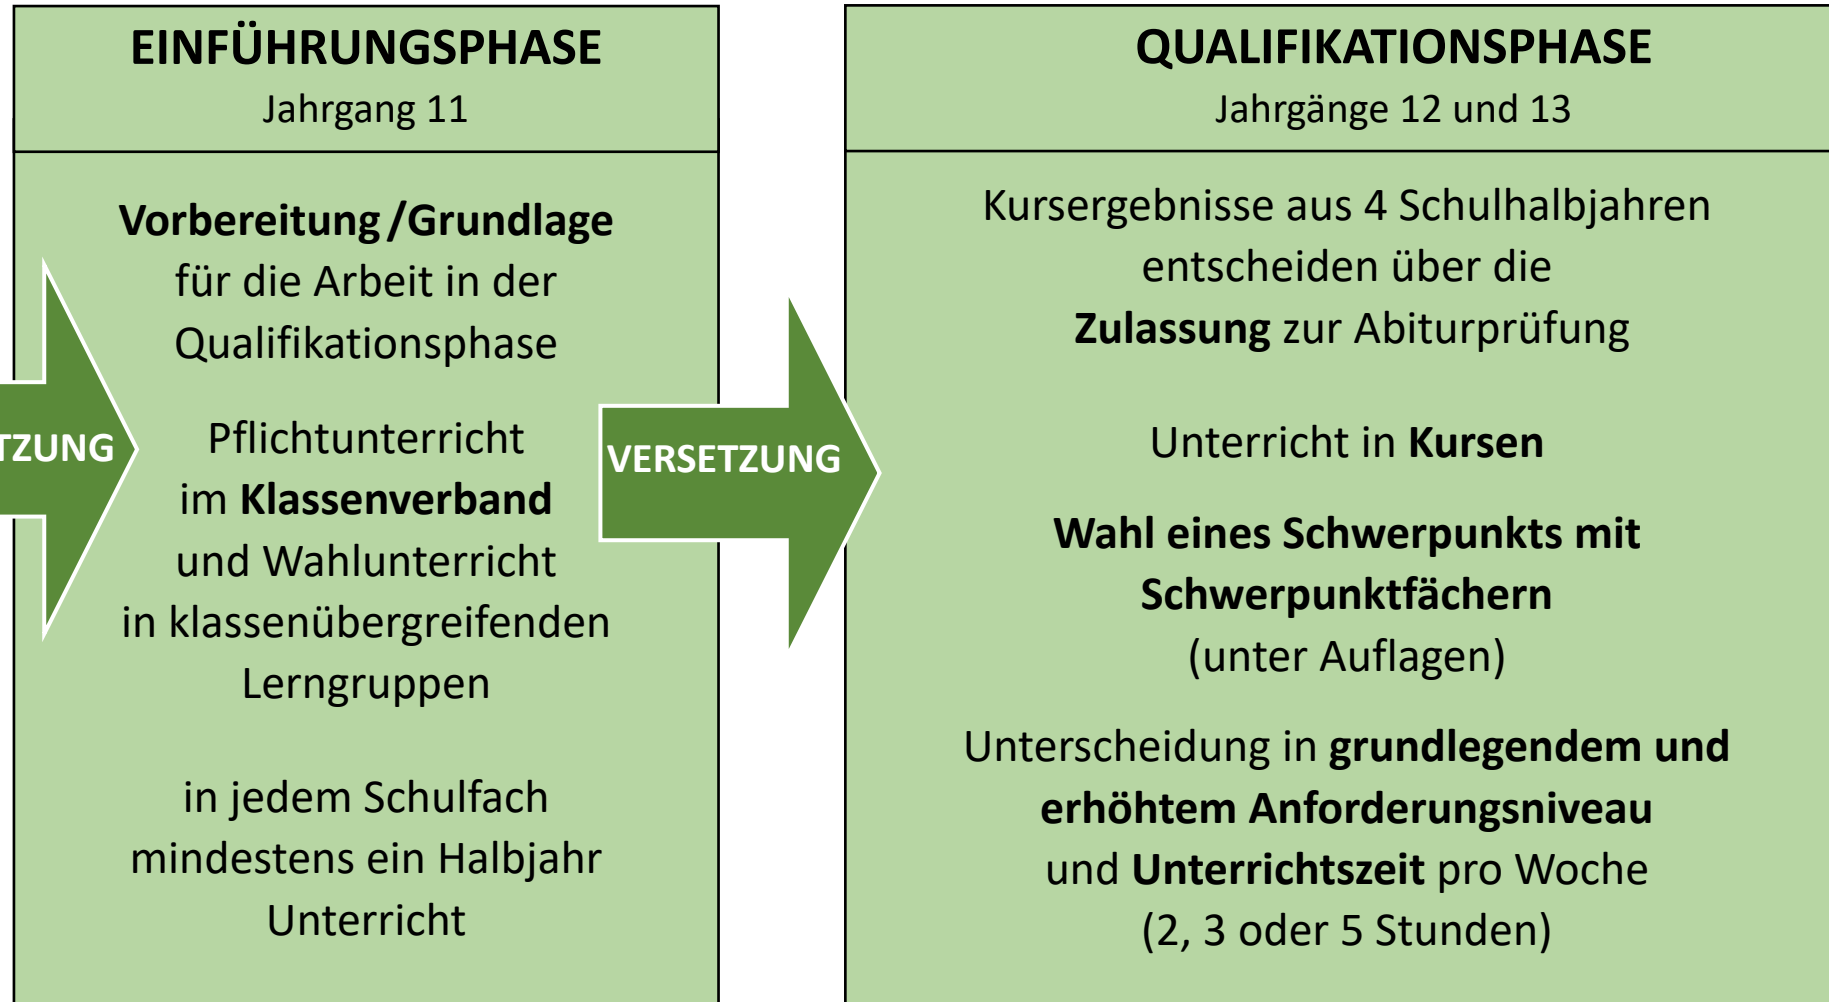 EINFÜHRUNGSPHASE
Jahrgang 11
Vorbereitung/Grundlage
für die Arbeit in der
Qualifikationsphase
Pflichtunterricht
im Klassenverband
und Wahlunterricht
in klassenübergreifenden
Lerngruppen
in jedem Schulfach
mindestens ein Halbjahr
Unterricht
TZUNG
VERSETZUNG
QUALIFIKATIONSPHASE
Jahrgänge 12 und 13
Kursergebnisse aus 4 Schulhalbjahren
entscheiden über die
Zulassung zur Abiturprüfung
Unterricht in Kursen
Wahl eines Schwerpunkts mit
Schwerpunktfächern
(unter Auflagen)
Unterscheidung in grundlegendem und
erhöhtem Anforderungsniveau
und Unterrichtszeit pro Woche
(2, 3 oder 5 Stunden)